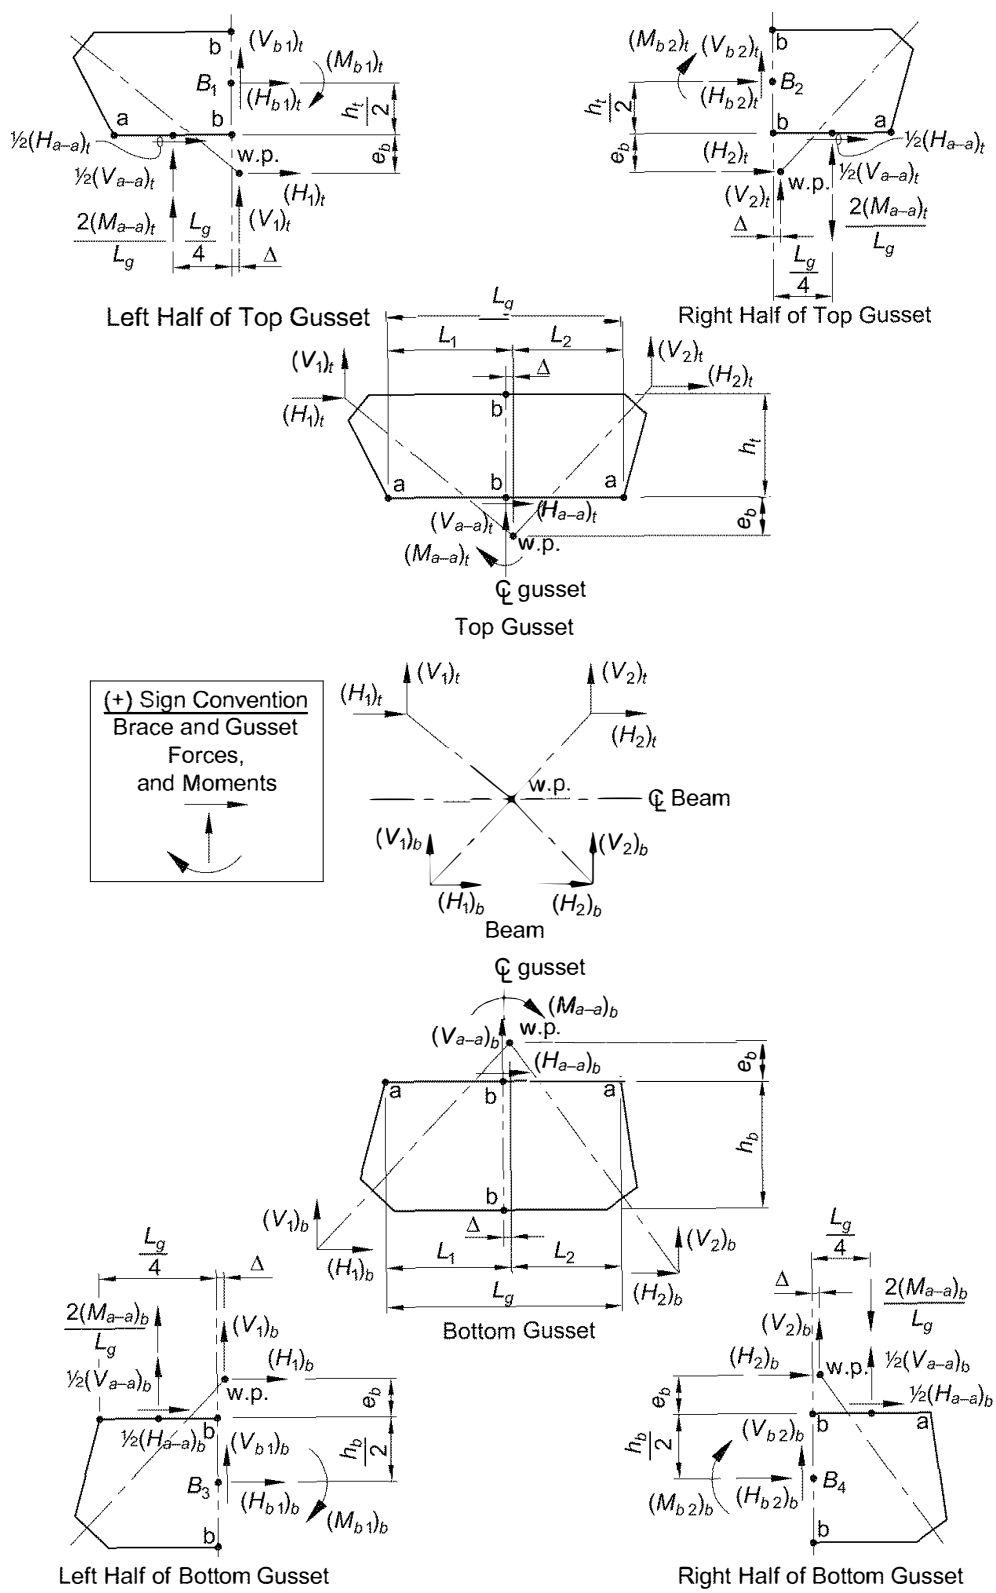 b
(V_b1)_t
(M_b1)_t
B_1
(H_b1)_t
h_t/2
a
b
½(H_a–a)_t
w.p.
e_b
½(V_a–a)_t
(H_1)_t
2(M_a–a)_t/L_g
L_g/4
(V_1)_t
Δ
Left Half of Top Gusset
(M_b2)_t
(V_b2)_t
b
B_2
(H_b2)_t
h_t/2
b
a
½(H_a–a)_t
e_b
(H_2)_t
w.p.
½(V_a–a)_t
(V_2)_t
2(M_a–a)_t/L_g
Δ
L_g/4
Right Half of Top Gusset
L_g
L_1
L_2
(V_1)_t
(V_2)_t
Δ
(H_2)_t
(H_1)_t
b
h_t
a
b
a
(V_a–a)_t
(H_a–a)_t
e_b
w.p.
(M_a–a)_t
℄ gusset
Top Gusset
(+) Sign Convention
Brace and Gusset
Forces,
and Moments
(V_1)_t
(V_2)_t
(H_1)_t
(H_2)_t
w.p.
℄ Beam
(V_1)_b
(V_2)_b
(H_1)_b
(H_2)_b
Beam
℄ gusset
(M_a–a)_b
(V_a–a)_b
w.p.
(H_a–a)_b
e_b
a
b
a
h_b
b
(V_1)_b
Δ
(V_2)_b
(H_1)_b
L_1
L_2
(H_2)_b
L_g
Bottom Gusset
L_g/4
Δ
2(M_a–a)_b/L_g
(V_1)_b
(H_1)_b
½(V_a–a)_b
w.p.
e_b
½(H_a–a)_b
b
(V_b1)_b
h_b/2
B_3
(H_b1)_b
(M_b1)_b
b
Left Half of Bottom Gusset
L_g/4
Δ
2(M_a–a)_b/L_g
(V_2)_b
(H_2)_b
w.p.
½(V_a–a)_b
e_b
½(H_a–a)_b
b
a
(V_b2)_b
h_b/2
B_4
(M_b2)_b
(H_b2)_b
b
Right Half of Bottom Gusset